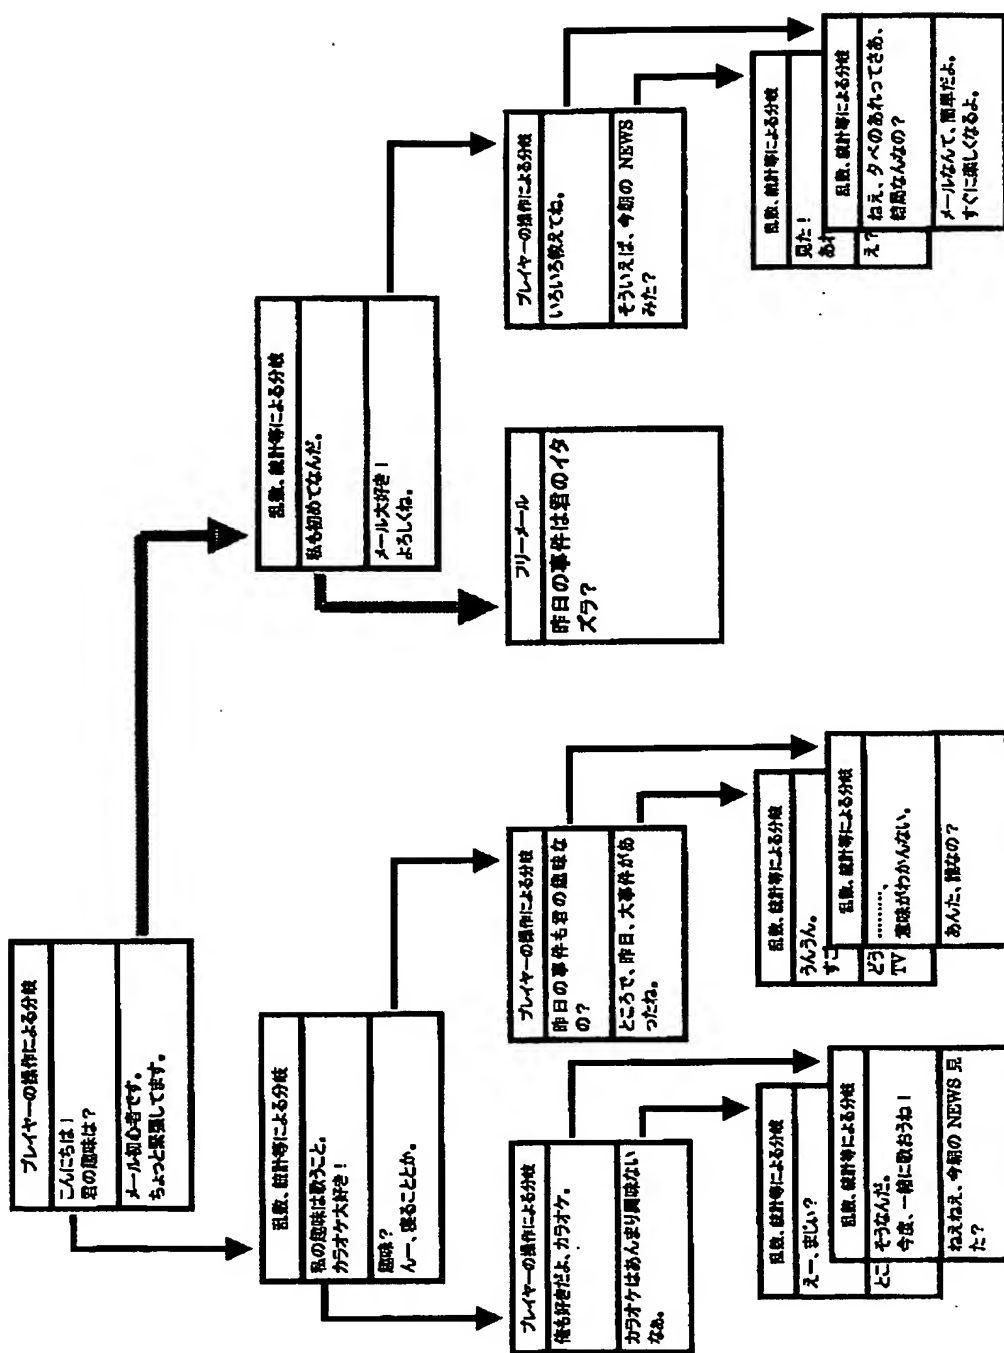 プレイヤーの操作による分岐
こんにちは！
君の趣味は？
メール初心者です。
ちょっと緊張してます。
乱数、統計等による分岐
私の趣味は歌うこと。
カラオケ大好き！
趣味？
んー、寝ることとか。
乱数、統計等による分岐
私も初めてなんだ。
メール大好き！
よろしくね。
プレイヤーの操作による分岐
俺も好きだよ、カラオケ。
カラオケはあんまり興味ない
なあ。
プレイヤーの操作による分岐
昨日の事件も君の趣味な
の？
ところで、昨日、大事件があ
ったね。
フリーメール
昨日の事件は君のイタ
ズラ？
プレイヤーの操作による分岐
いろいろ教えてね。
そういえば、今朝の NEWS
みた？
乱数、統計等による分岐
えー、まじい？
とこ
乱数、統計等による分岐
そうなんだ。
今度、一緒に歌おうね！
ねえねえ、今朝の NEWS 見
た？
乱数、統計等による分岐
うんうん。
すご
どう
TV
乱数、統計等による分岐
………、
意味がわかんない。
あんた、誰なの？
乱数、統計等による分岐
見た！
あれ
え？
乱数、統計等による分岐
ねえ、夕べのあれってさあ、
結局なんなの？
メールなんて、簡単だよ。
すぐに楽しくなるよ。